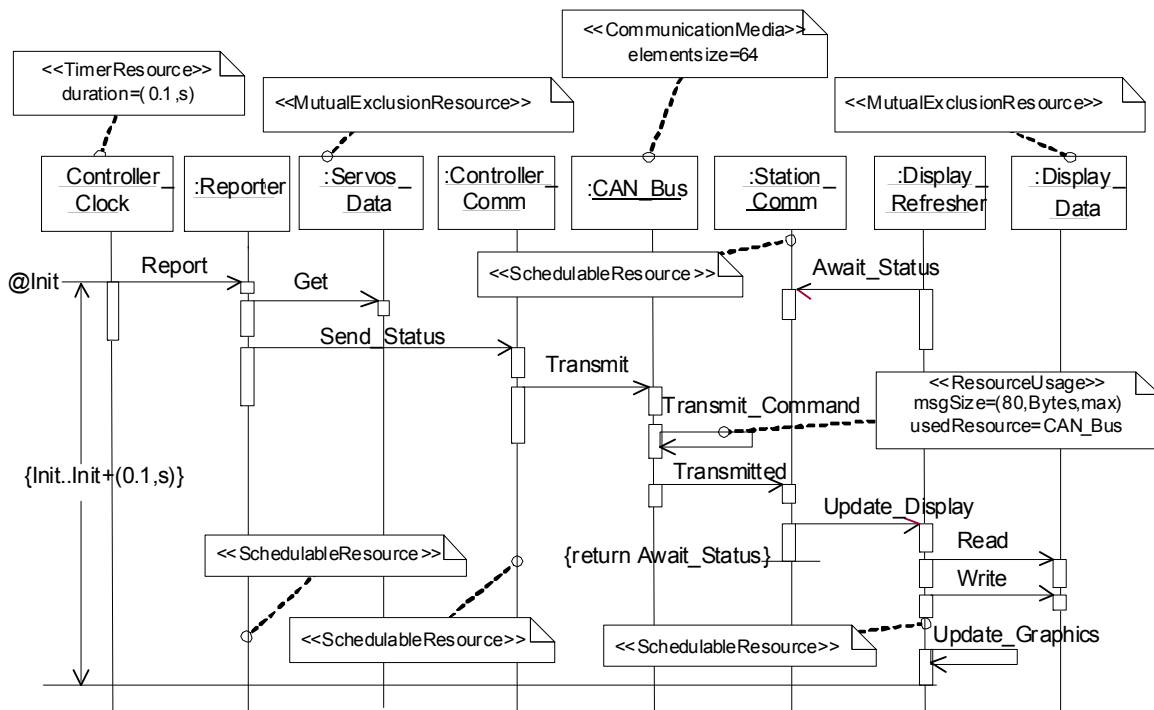 <<CommunicationMedia>>
elementsize=64
<<TimerResource>>
duration=( 0.1,s)
<<MutualExclusionResource>>
<<MutualExclusionResource>>
Controller_
Clock
:Reporter
:Servos_
Data
:Controller_
Comm
:CAN_Bus
:Station_
Comm
:Display_
Refresher
:Display_
Data
<<SchedulableResource>>
@Init
Report
Await_Status
Get
Send_Status
Transmit
<<ResourceUsage>>
msgSize=(80,Bytes,max)
usedResource=CAN_Bus
Transmit_Command
{Init..Init+(0.1,s)}
Transmitted
Update_Display
<<SchedulableResource>>
{return Await_Status}
Read
Write
<<SchedulableResource>>
<<SchedulableResource>>
Update_Graphics